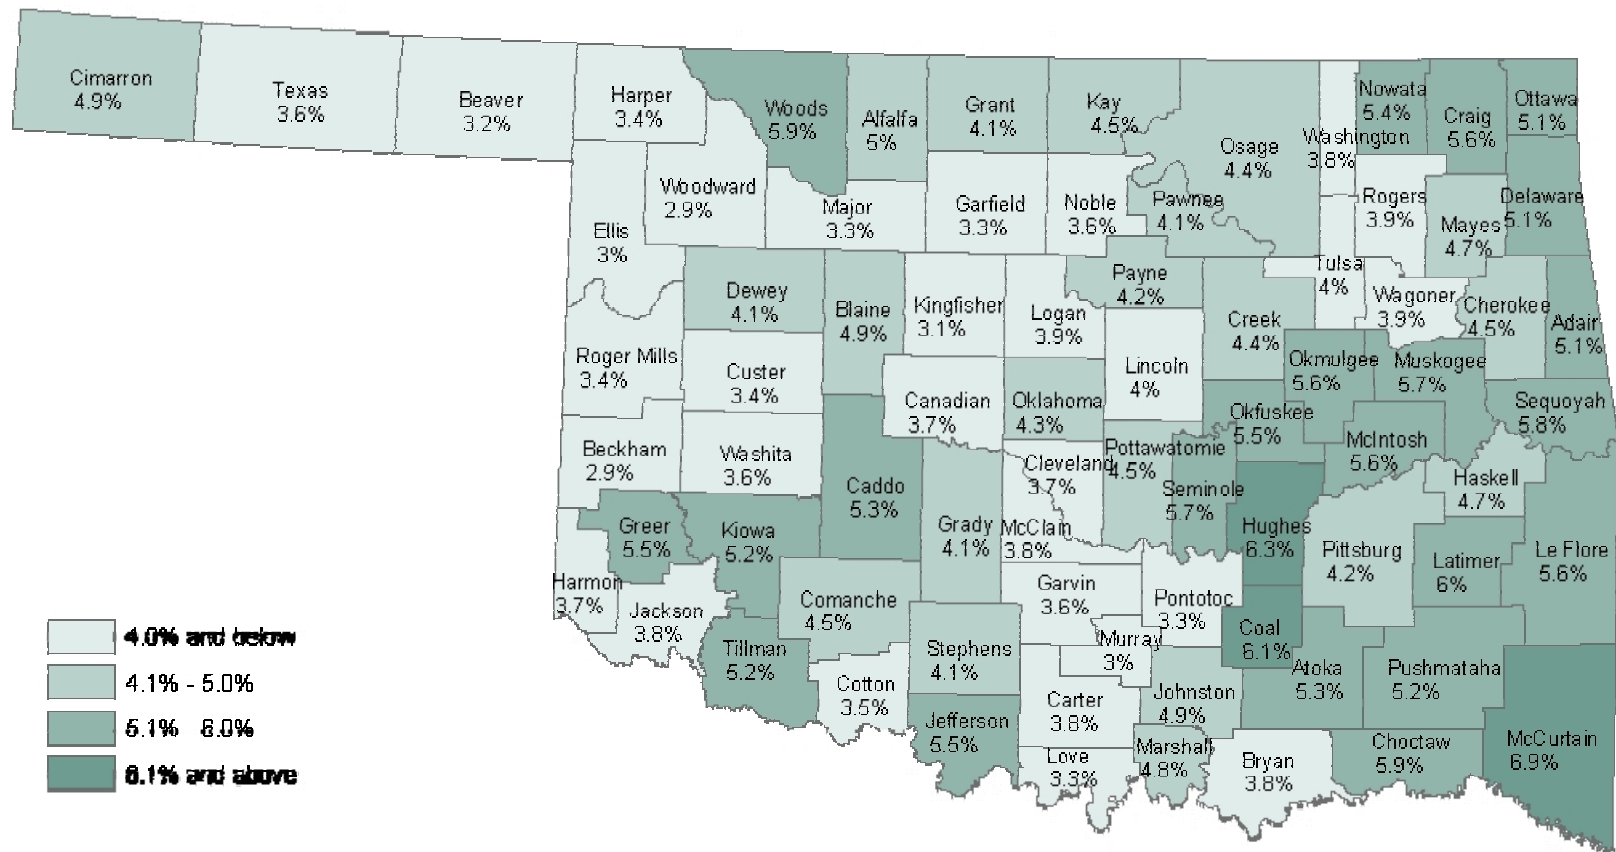 Cimarron
4.9%
Texas
3.6%
Beaver
3.2%
Harper
3.4%
Woods
5.9%
Alfalfa
5%
Grant
4.1%
Kay
4.5%
Osage
4.4%
Washington
3.8%
Nowata
5.4%
Craig
5.6%
Ottawa
5.1%
Woodward
2.9%
Ellis
3%
Major
3.3%
Garfield
3.3%
Noble
3.6%
Pawnee
4.1%
Rogers
3.9%
Mayes
4.7%
Delaware
5.1%
Dewey
4.1%
Blaine
4.9%
Kingfisher
3.1%
Logan
3.9%
Payne
4.2%
Creek
4.4%
Tulsa
4%
Wagoner
3.9%
Cherokee
4.5%
Adair
5.1%
Roger Mills
3.4%
Custer
3.4%
Canadian
3.7%
Oklahoma
4.3%
Lincoln
4%
Okmulgee
5.6%
Muskogee
5.7%
Okfuskee
5.5%
McIntosh
5.6%
Sequoyah
5.8%
Beckham
2.9%
Washita
3.6%
Caddo
5.3%
Grady
4.1%
Cleveland
3.7%
McClain
3.8%
Pottawatomie
4.5%
Seminole
5.7%
Hughes
6.3%
Pittsburg
4.2%
Haskell
4.7%
Latimer
6%
Le Flore
5.6%
Greer
5.5%
Kiowa
5.2%
Harmon
3.7%
Jackson
3.8%
Comanche
4.5%
Tillman
5.2%
Cotton
3.5%
Stephens
4.1%
Jefferson
5.5%
Garvin
3.6%
Murray
3%
Pontotoc
3.3%
Coal
6.1%
Atoka
5.3%
Pushmataha
5.2%
Carter
3.8%
Johnston
4.9%
Love
3.3%
Marshall
4.8%
Bryan
3.8%
Choctaw
5.9%
McCurtain
6.9%
4.0% and below
4.1% - 5.0%
5.1% - 6.0%
6.1% and above